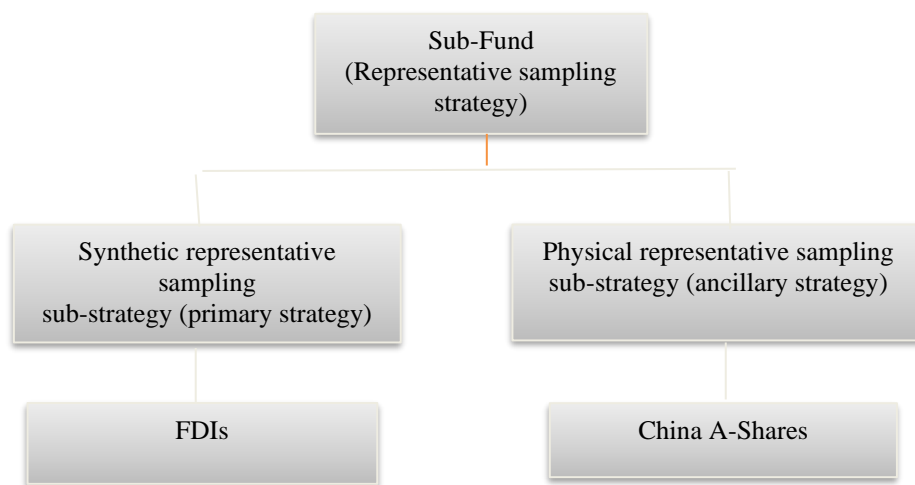 Sub-Fund
(Representative sampling
strategy)
Synthetic representative
sampling
sub-strategy (primary strategy)
Physical representative sampling
sub-strategy (ancillary strategy)
FDIs
China A-Shares